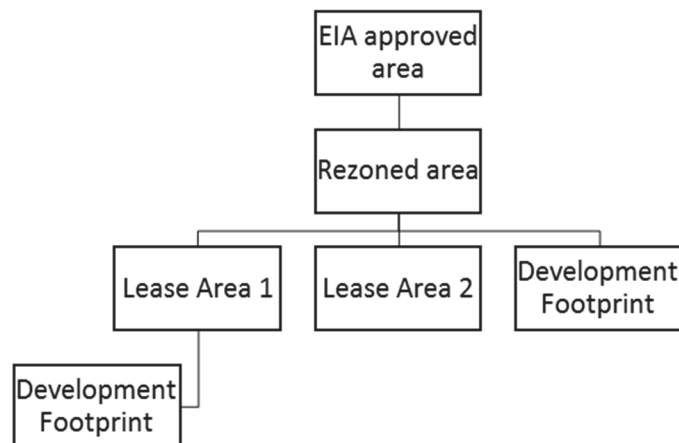 EIA approved
area
Rezoned area
Lease Area 1
Lease Area 2
Development
Footprint
Development
Footprint